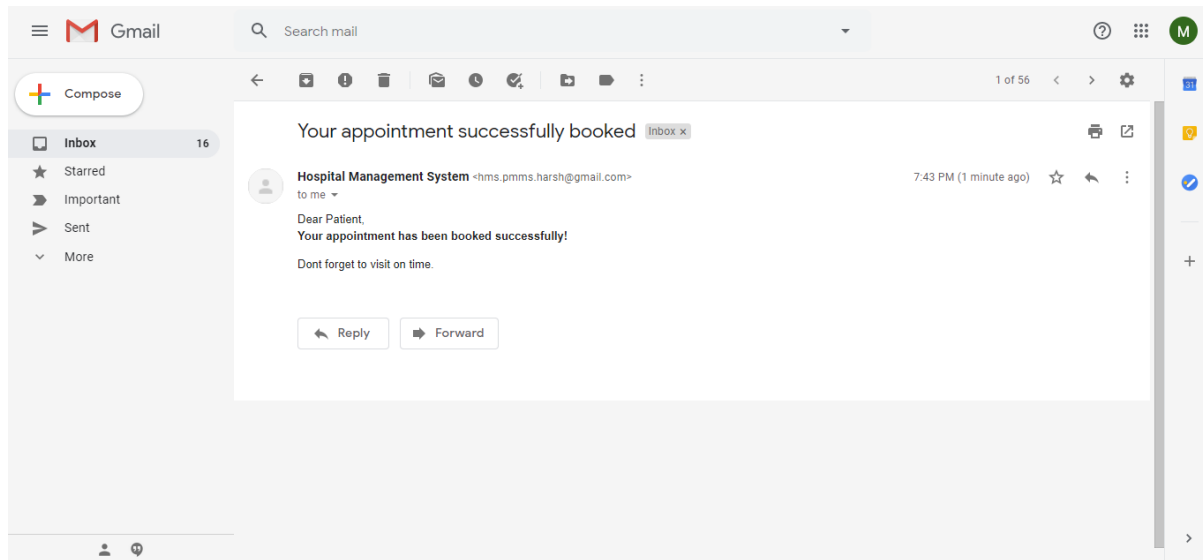 Gmail
Search mail
M
Compose
1 of 56
31
Your appointment successfully booked Inbox x
Inbox 16
Starred
Important
Sent
More
Hospital Management System <hms.pmms.harsh@gmail.com> 7:43 PM (1 minute ago)
to me
Dear Patient,
Your appointment has been booked successfully!
Dont forget to visit on time.
Reply Forward